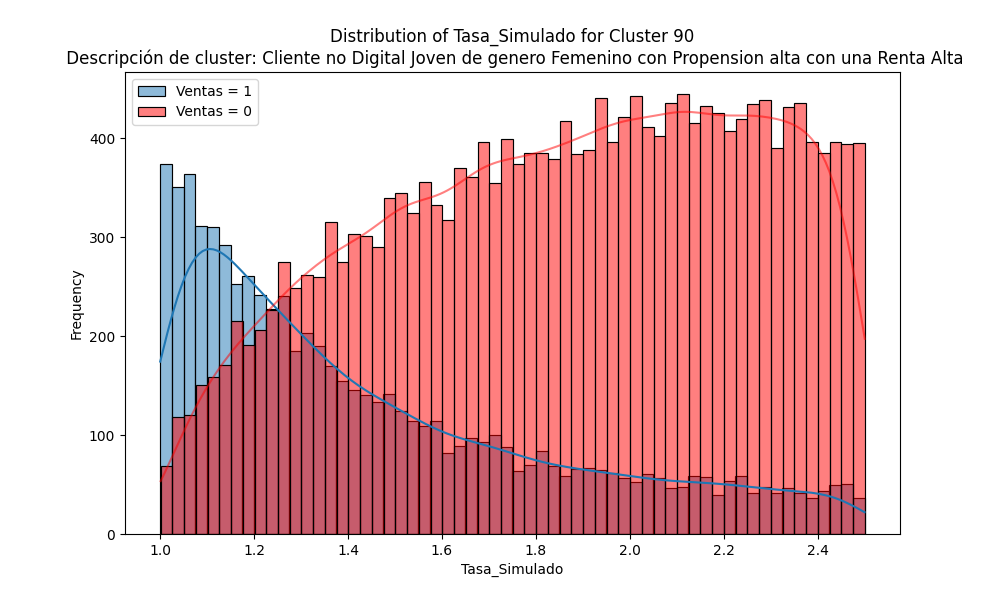 Distribution of Tasa_Simulado for Cluster 90
Descripción de cluster: Cliente no Digital Joven de genero Femenino con Propension alta con una Renta Alta
Ventas = 1
Ventas = 0
Frequency
400
300
200
100
0
1.0 1.2 1.4 1.6 1.8 2.0 2.2 2.4
Tasa_Simulado